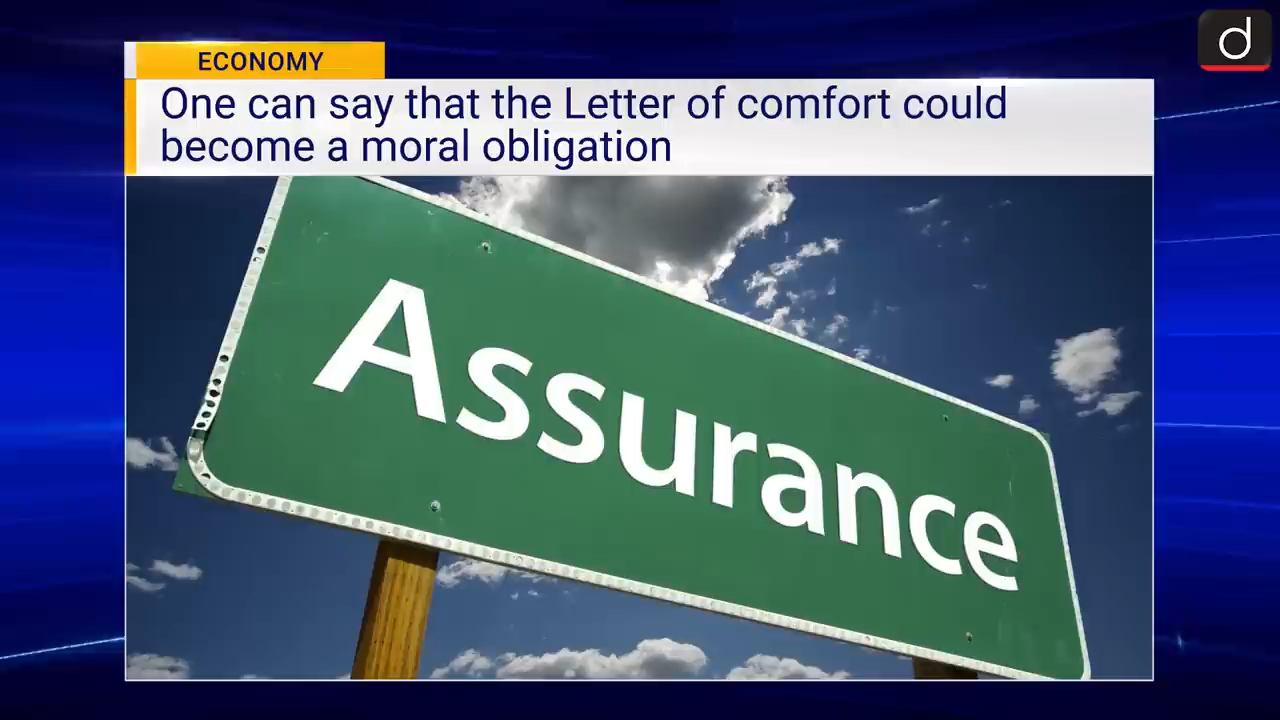 d
ECONOMY
One can say that the Letter of comfort could
become a moral obligation
Assurance